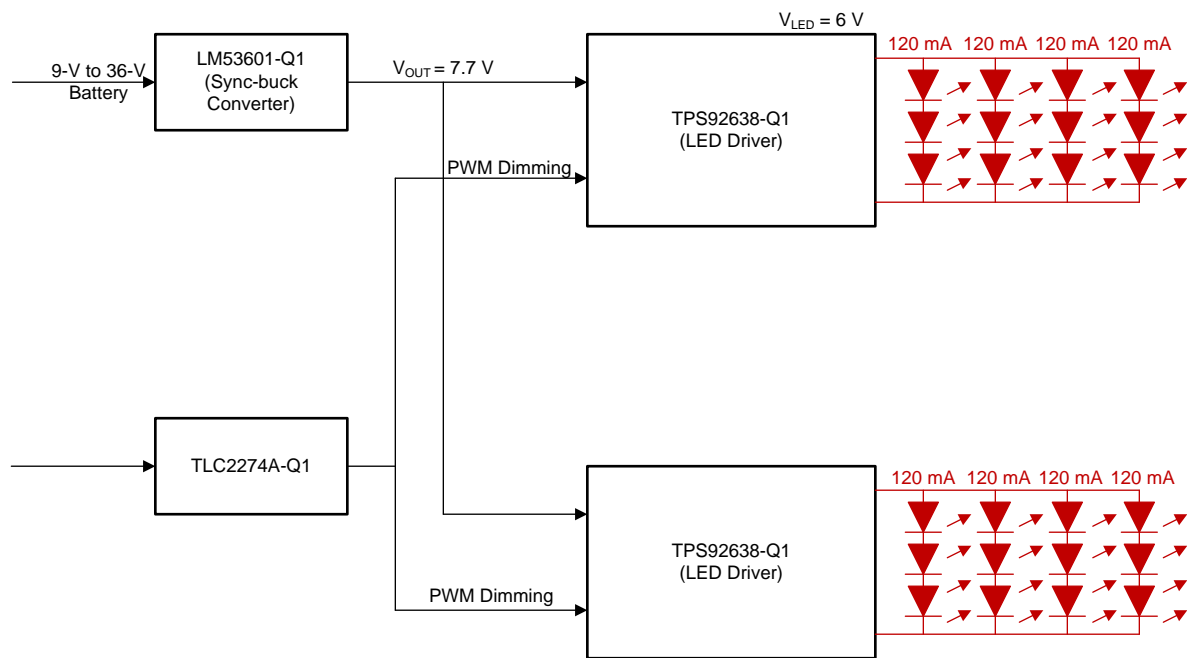 V_LED = 6 V
LM53601-Q1
(Sync-buck
Converter)
9-V to 36-V
Battery
V_OUT = 7.7 V
PWM Dimming
TPS92638-Q1
(LED Driver)
120 mA 120 mA 120 mA 120 mA
TLC2274A-Q1
PWM Dimming
TPS92638-Q1
(LED Driver)
120 mA 120 mA 120 mA 120 mA